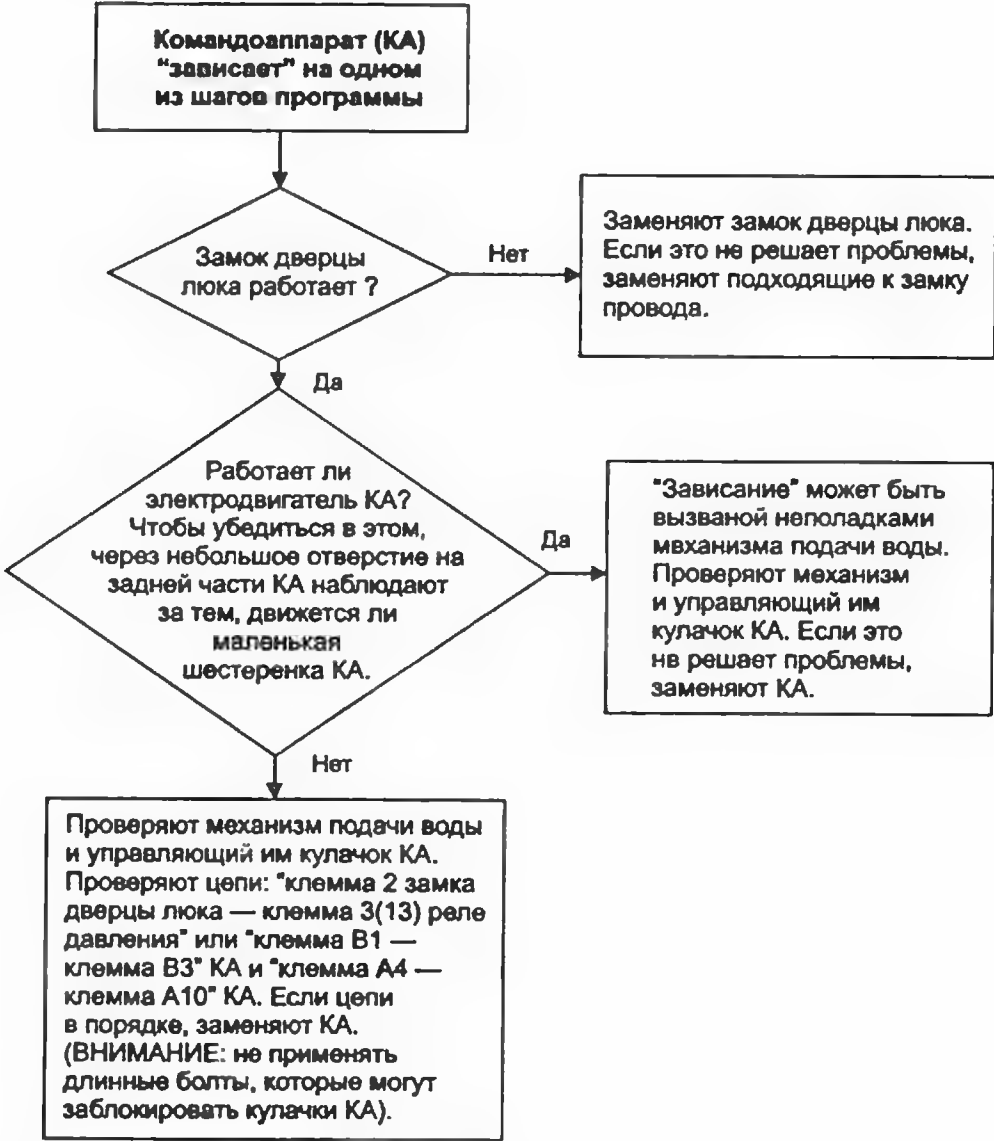 Командоаппарат (КА)
"зависает" на одном
из шагов программы
Замок дверцы
люка работает ?
Нет
Заменяют замок дверцы люка.
Если это не решает проблемы,
заменяют подходящие к замку
провода.
Да
Работает ли
электродвигатель КА?
Чтобы убедиться в этом,
через небольшое отверстие на
задней части КА наблюдают
за тем, движется ли
маленькая
шестеренка КА.
Да
"Зависание" может быть
вызваной неполадками
механизма подачи воды.
Проверяют механизм
и управляющий им
кулачок КА. Если это
не решает проблемы,
заменяют КА.
Нет
Проверяют механизм подачи воды
и управляющий им кулачок КА.
Проверяют цепи: "клемма 2 замка
дверцы люка — клемма 3(13) реле
давления" или "клемма В1 —
клемма В3" КА и "клемма А4 —
клемма А10" КА. Если цепи
в порядке, заменяют КА.
(ВНИМАНИЕ: не применять
длинные болты, которые могут
заблокировать кулачки КА).